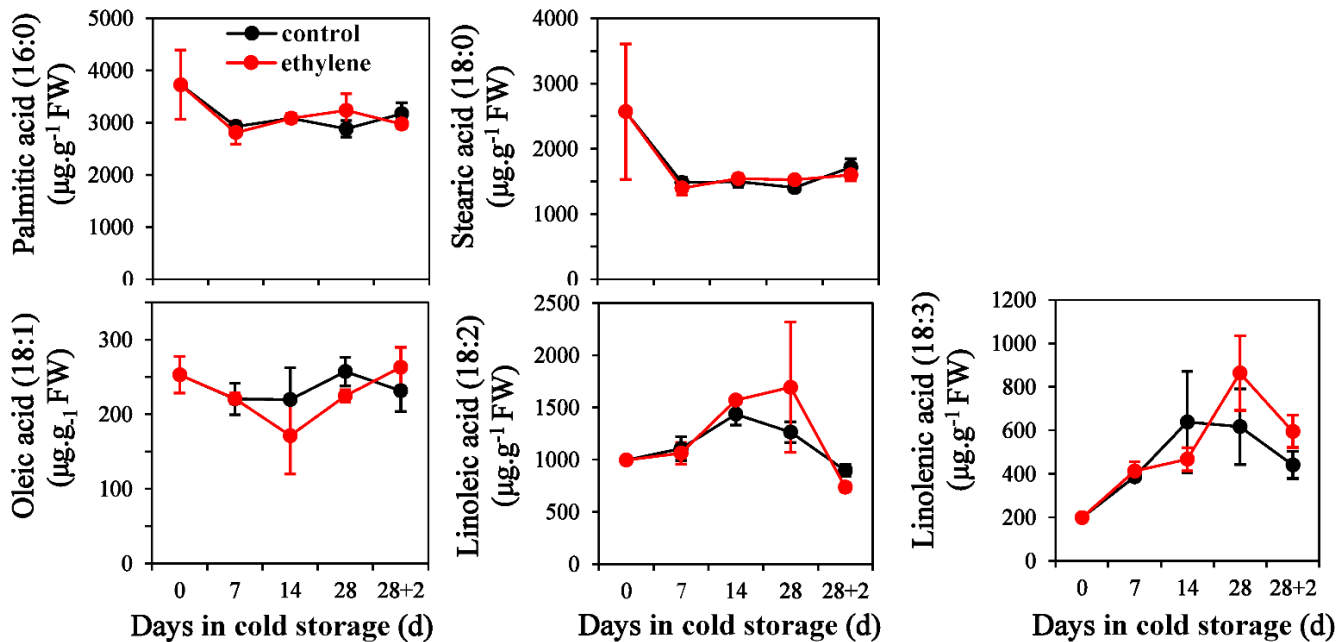 Palmitic acid (16:0)
(µg.g⁻¹ FW)
5000
4000
3000
2000
1000
0
control
ethylene
Stearic acid (18:0)
(µg.g⁻¹ FW)
4000
3000
2000
1000
0
Oleic acid (18:1)
(µg.g₋₁ FW)
300
200
100
0
0 7 14 28 28+2
Days in cold storage (d)
Linoleic acid (18:2)
(µg.g⁻¹ FW)
2500
2000
1500
1000
500
0
0 7 14 28 28+2
Days in cold storage (d)
Linolenic acid (18:3)
(µg.g⁻¹ FW)
1200
1000
800
600
400
200
0
0 7 14 28 28+2
Days in cold storage (d)